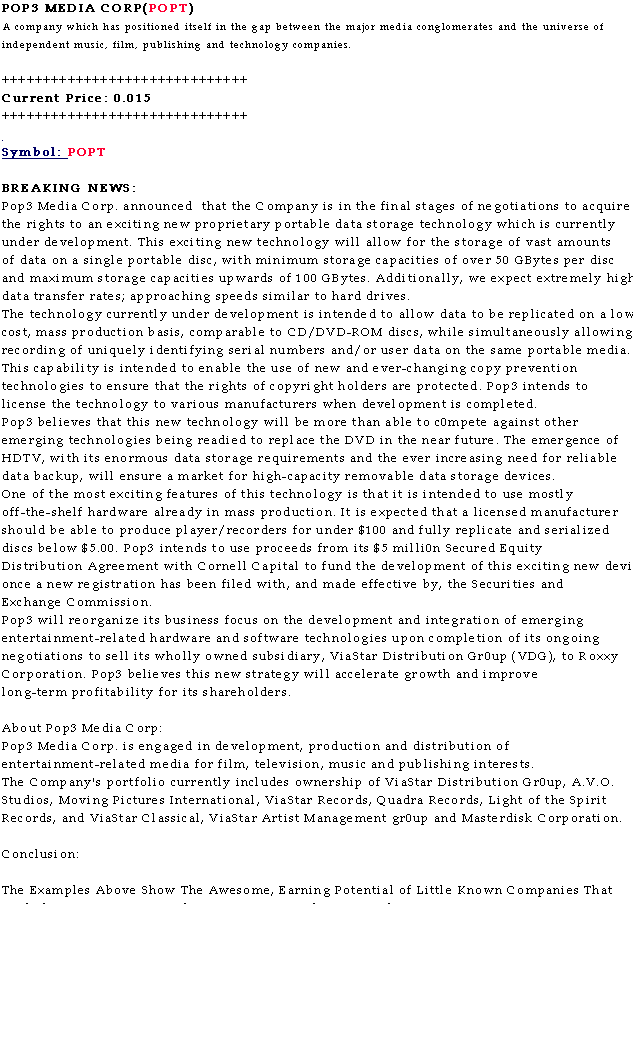 POP3 MEDIA CORP(POPT)
A company which has positioned itself in the gap between the major media conglomerates and the universe of
independent music, film, publishing and technology companies.
++++++++++++++++++++++++++++++
Current Price: 0.015
++++++++++++++++++++++++++++++
.
Symbol: POPT
BREAKING NEWS:
Pop3 Media Corp. announced  that the Company is in the final stages of negotiations to acquire
the rights to an exciting new proprietary portable data storage technology which is currently
under development. This exciting new technology will allow for the storage of vast amounts
of data on a single portable disc, with minimum storage capacities of over 50 GBytes per disc
and maximum storage capacities upwards of 100 GBytes. Additionally, we expect extremely high
data transfer rates; approaching speeds similar to hard drives.
The technology currently under development is intended to allow data to be replicated on a low
cost, mass production basis, comparable to CD/DVD-ROM discs, while simultaneously allowing
recording of uniquely identifying serial numbers and/or user data on the same portable media.
This capability is intended to enable the use of new and ever-changing copy prevention
technologies to ensure that the rights of copyright holders are protected. Pop3 intends to
license the technology to various manufacturers when development is completed.
Pop3 believes that this new technology will be more than able to c0mpete against other
emerging technologies being readied to replace the DVD in the near future. The emergence of
HDTV, with its enormous data storage requirements and the ever increasing need for reliable
data backup, will ensure a market for high-capacity removable data storage devices.
One of the most exciting features of this technology is that it is intended to use mostly
off-the-shelf hardware already in mass production. It is expected that a licensed manufacturer
should be able to produce player/recorders for under $100 and fully replicate and serialized
discs below $5.00. Pop3 intends to use proceeds from its $5 milli0n Secured Equity
Distribution Agreement with Cornell Capital to fund the development of this exciting new devi
once a new registration has been filed with, and made effective by, the Securities and
Exchange Commission.
Pop3 will reorganize its business focus on the development and integration of emerging
entertainment-related hardware and software technologies upon completion of its ongoing
negotiations to sell its wholly owned subsidiary, ViaStar Distribution Gr0up (VDG), to Roxxy
Corporation. Pop3 believes this new strategy will accelerate growth and improve
long-term profitability for its shareholders.
About Pop3 Media Corp:
Pop3 Media Corp. is engaged in development, production and distribution of
entertainment-related media for film, television, music and publishing interests.
The Company's portfolio currently includes ownership of ViaStar Distribution Gr0up, A.V.O.
Studios, Moving Pictures International, ViaStar Records, Quadra Records, Light of the Spirit
Records, and ViaStar Classical, ViaStar Artist Management gr0up and Masterdisk Corporation.
Conclusion:
The Examples Above Show The Awesome, Earning Potential of Little Known Companies That